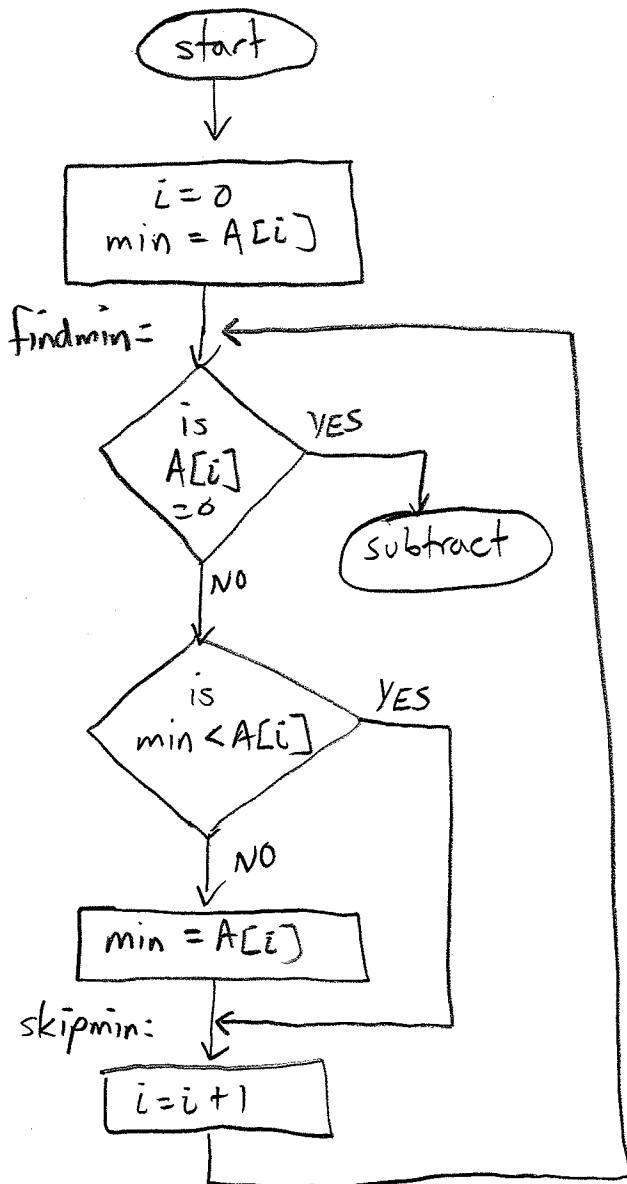 start
i = 0
min = A[i]
findmin:
is
A[i]
=0
YES
subtract
NO
is
min < A[i]
YES
NO
min = A[i]
skipmin:
i = i + 1